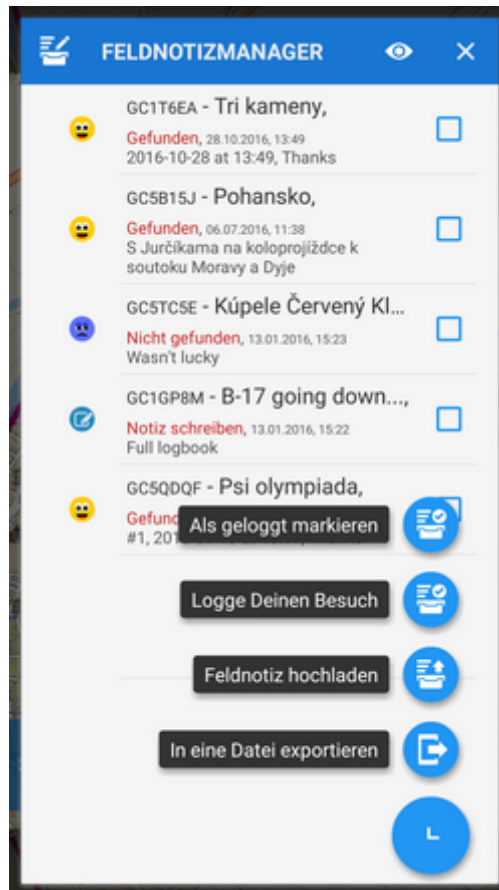 FELDNOTIZMANAGER
GC1T6EA - Tri kameny,
Gefunden, 28.10.2016, 13:49
2016-10-28 at 13:49, Thanks
GC5B15J - Pohansko,
Gefunden, 06.07.2016, 11:38
S Jurčíkama na koloprojíždce k
soutoku Moravy a Dyje
GC5TC5E - Kúpele Červený Kl...
Nicht gefunden, 13.01.2016, 15:23
Wasn't lucky
GC1GP8M - B-17 going down...,
Notiz schreiben, 13.01.2016, 15:22
Full logbook
GC5QDQF - Psi olympiada,
Als geloggt markieren
#1,
Logge Deinen Besuch
Feldnotiz hochladen
In eine Datei exportieren